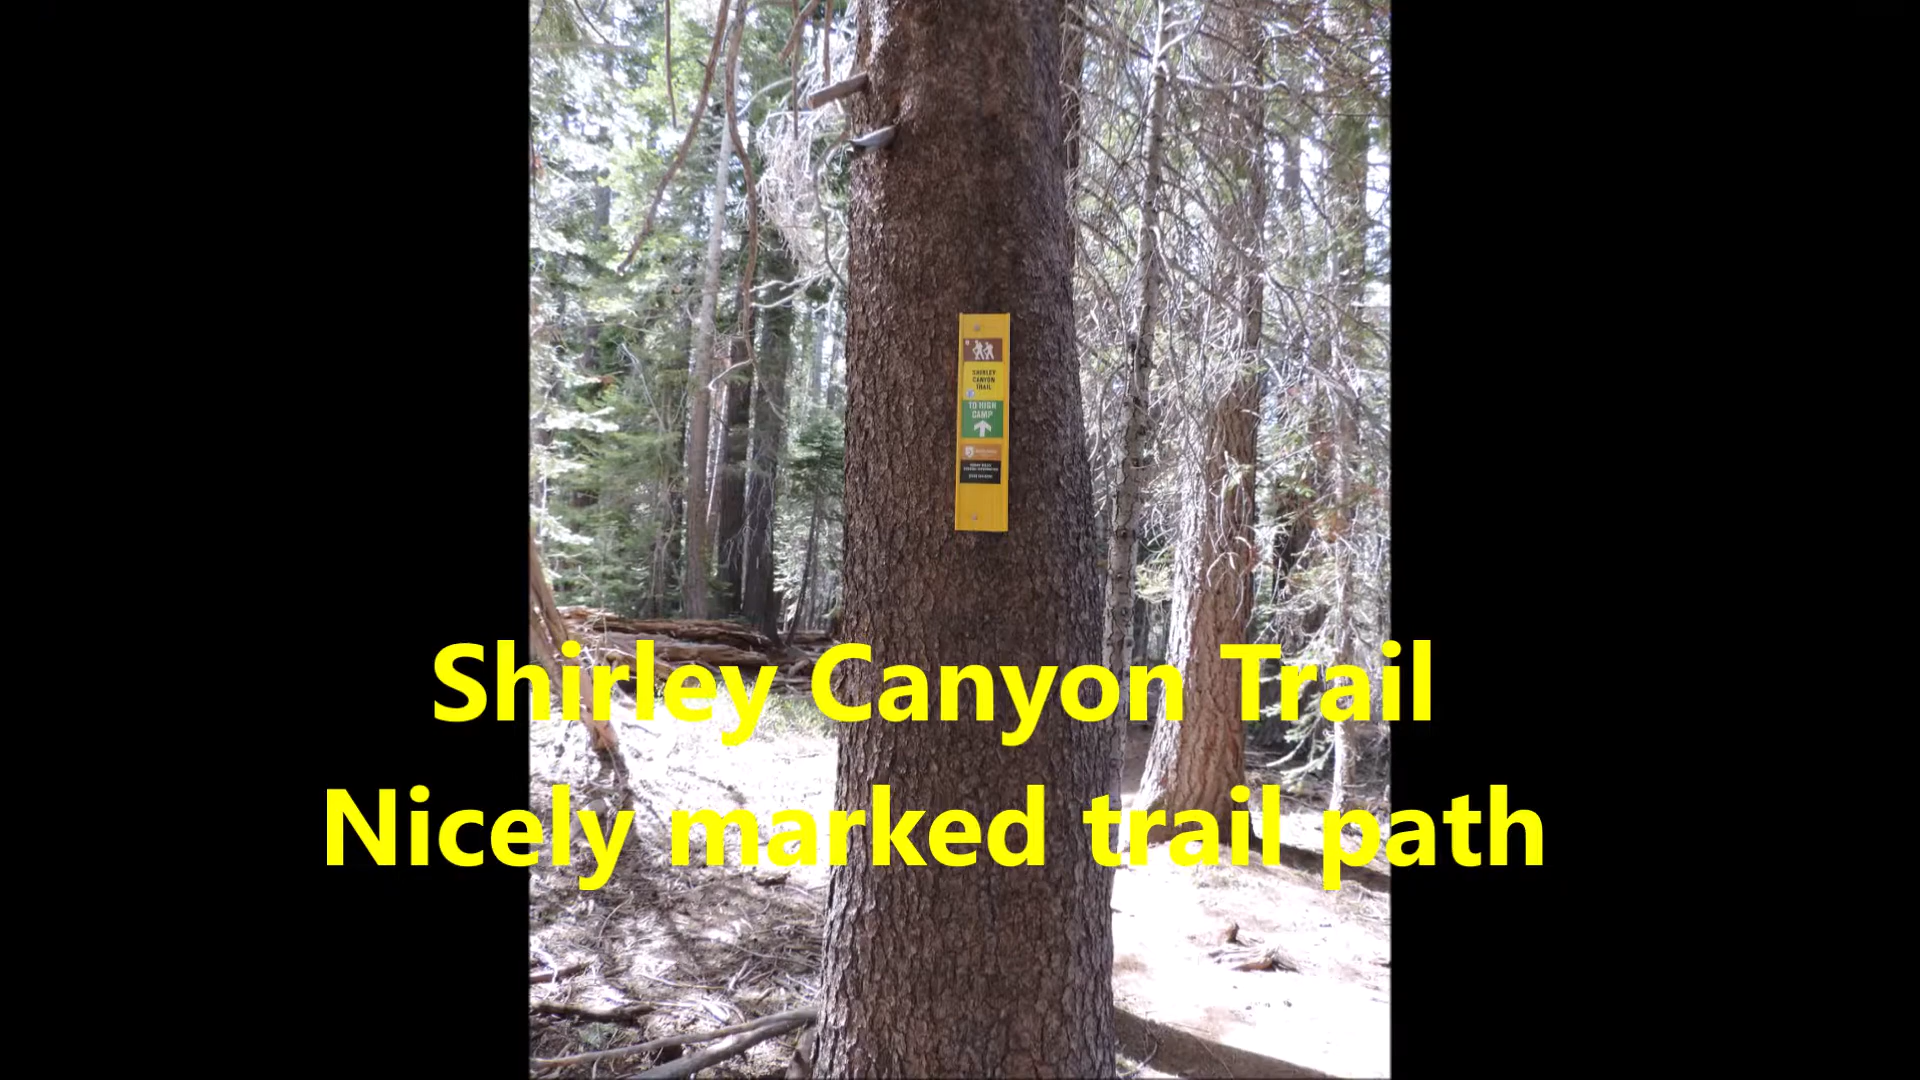 SHIRLEY
CANYON
TRAIL
TO HIGH
CAMP
Shirley Canyon Trail
Nicely marked trail path